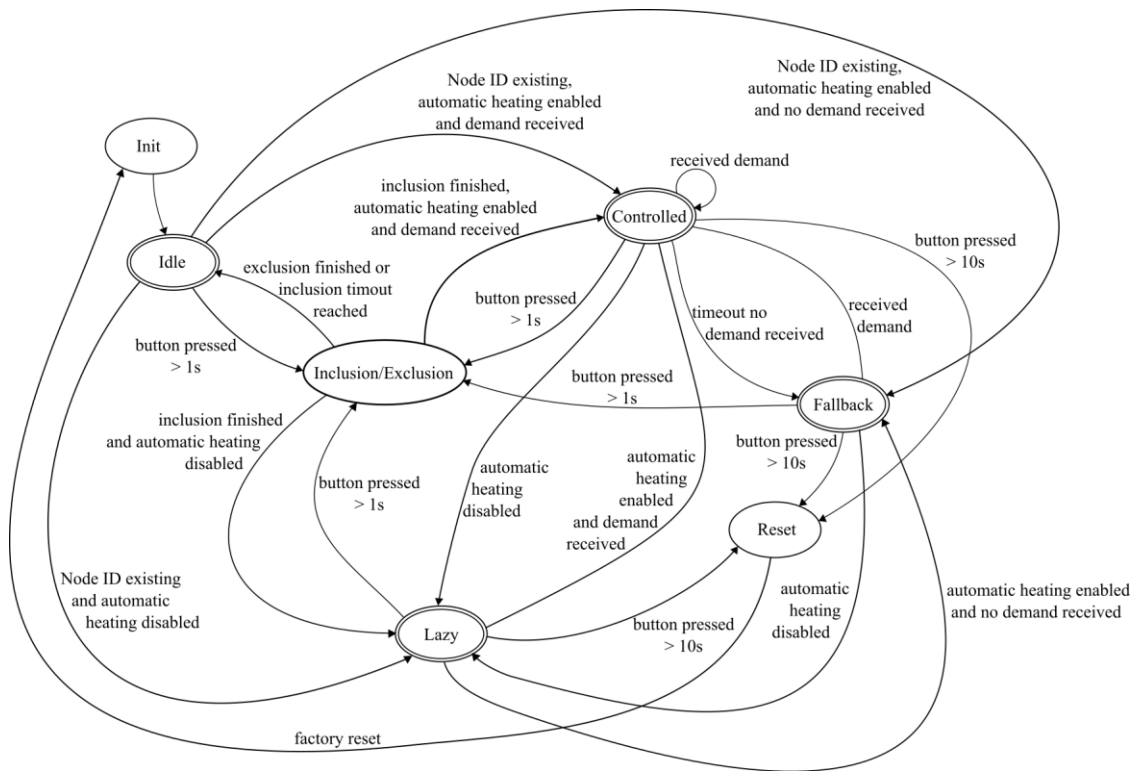 Node ID existing,
automatic heating enabled
and no demand received
Node ID existing,
automatic heating enabled
and demand received
Init
received demand
inclusion finished,
automatic heating enabled
and demand received
Controlled
button pressed
> 10s
Idle
exclusion finished or
inclusion timout
reached
button pressed
> 1s
timeout no
demand received
received
demand
button pressed
> 1s
Inclusion/Exclusion
button pressed
> 1s
Fallback
inclusion finished
and automatic heating
disabled
button pressed
> 10s
button pressed
> 1s
automatic
heating
disabled
automatic
heating
enabled
and demand
received
Reset
Node ID existing
and automatic
heating disabled
automatic
heating
disabled
automatic heating enabled
and no demand received
Lazy
button pressed
> 10s
factory reset